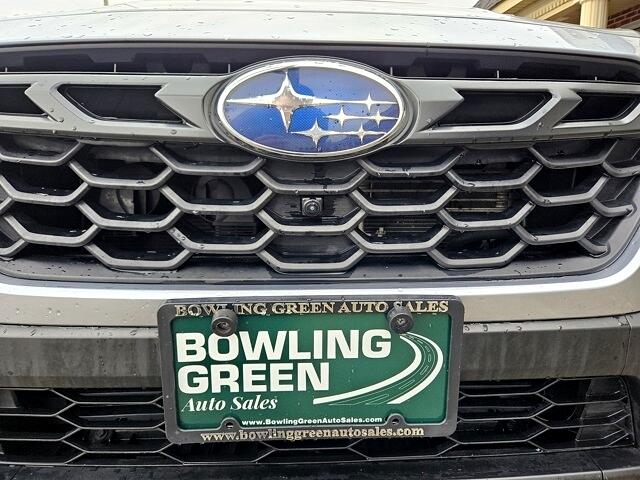 BOWLING GREEN AUTO SALES
BOWLING
GREEN
Auto Sales
www.BowlingGreenAutoSales.com
www.bowlinggreenautosales.com